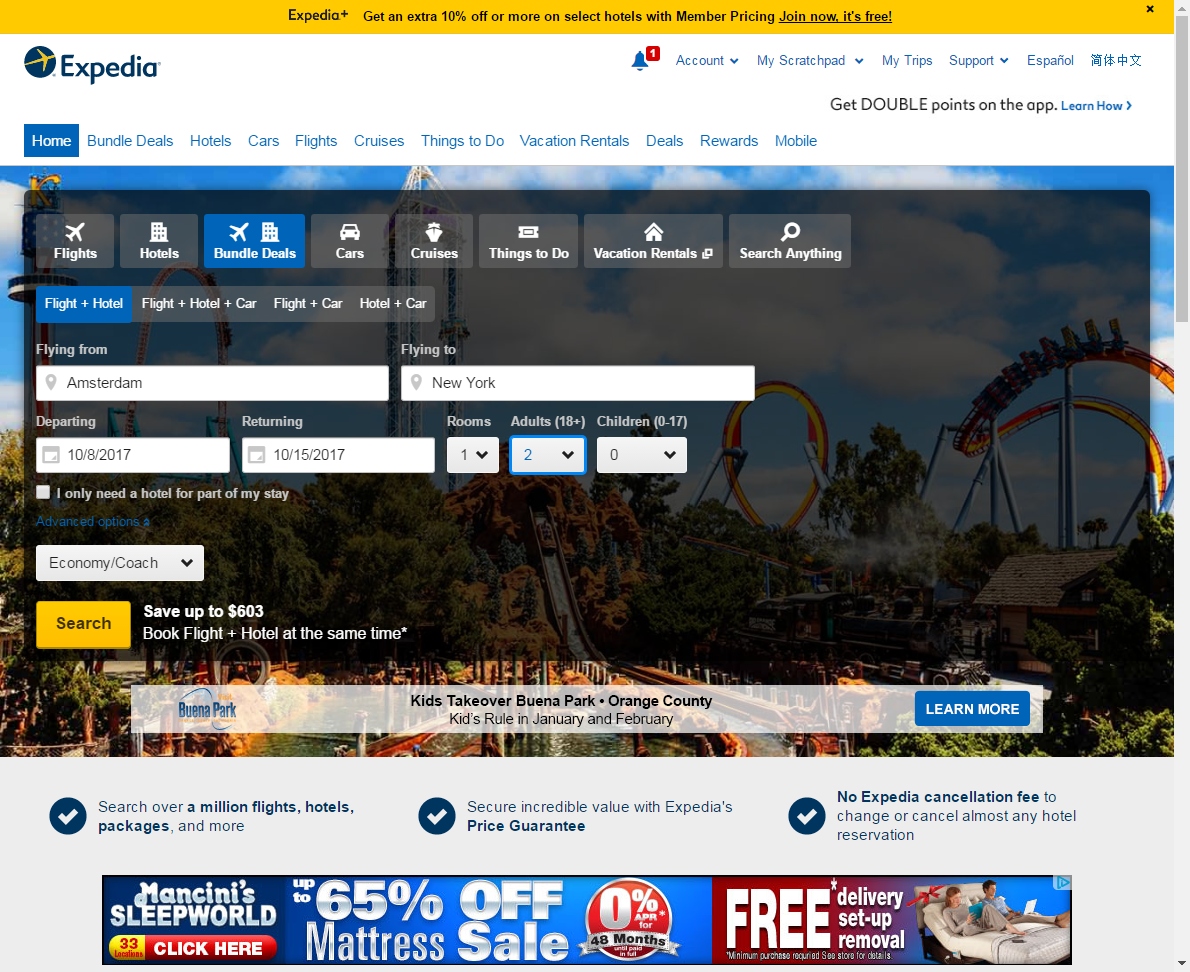 Expedia+ Get an extra 10% off or more on select hotels with Member Pricing Join now, it's free!
Expedia
1
Account
My Scratchpad
My Trips
Support
Español
简体中文
Get DOUBLE points on the app. Learn How
Home
Bundle Deals
Hotels
Cars
Flights
Cruises
Things to Do
Vacation Rentals
Deals
Rewards
Mobile
Flights
Hotels
Bundle Deals
Cars
Cruises
Things to Do
Vacation Rentals
Search Anything
Flight + Hotel
Flight + Hotel + Car
Flight + Car
Hotel + Car
Flying from
Flying to
Amsterdam
New York
Departing
Returning
Rooms
Adults (18+)
Children (0-17)
10/8/2017
10/15/2017
1
2
0
I only need a hotel for part of my stay
Advanced options
Economy/Coach
Search
Save up to $603
Book Flight + Hotel at the same time*
Buena Park
Kids Takeover Buena Park • Orange County
Kid's Rule in January and February
LEARN MORE
Search over a million flights, hotels,
packages, and more
Secure incredible value with Expedia's
Price Guarantee
No Expedia cancellation fee to
change or cancel almost any hotel
reservation
Mancini's
SLEEPWORLD
33
Locations
CLICK HERE
up to 65% OFF
Mattress Sale
0%
APR*
for
48 Months
until paid
in full
FREE*
delivery
set-up
removal
*Minimum purchase required See store for details